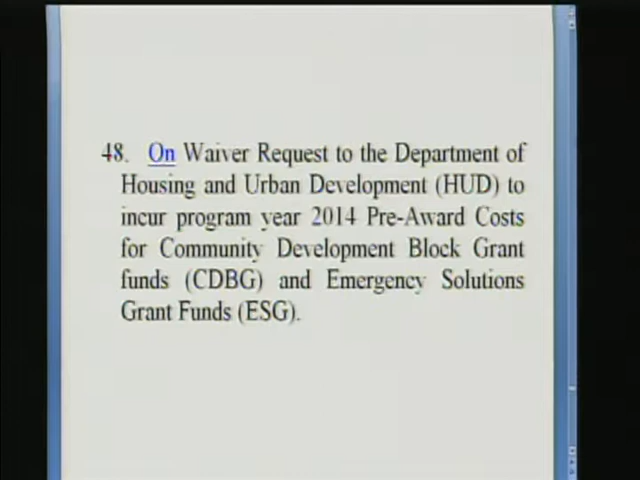 48. On Waiver Request to the Department of
Housing and Urban Development (HUD) to
incur program year 2014 Pre-Award Costs
for Community Development Block Grant
funds (CDBG) and Emergency Solutions
Grant Funds (ESG).